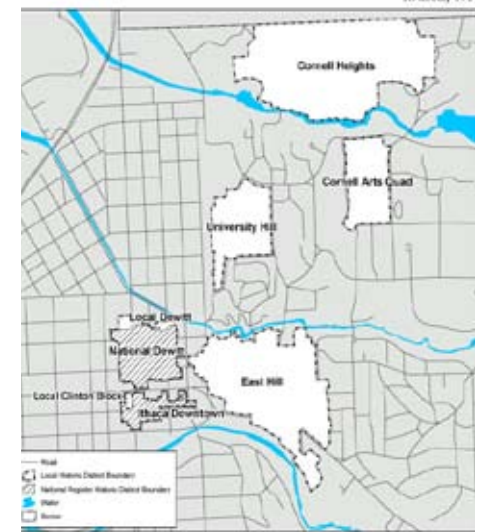 Cornell Heights
Cornell Arts Quad
University Hill
Local Dewitt
National Dewitt
East Hill
Local Clinton Block
Ithaca Downtown
Road
Local Historic District Boundary
National Register Historic District Boundary
Water